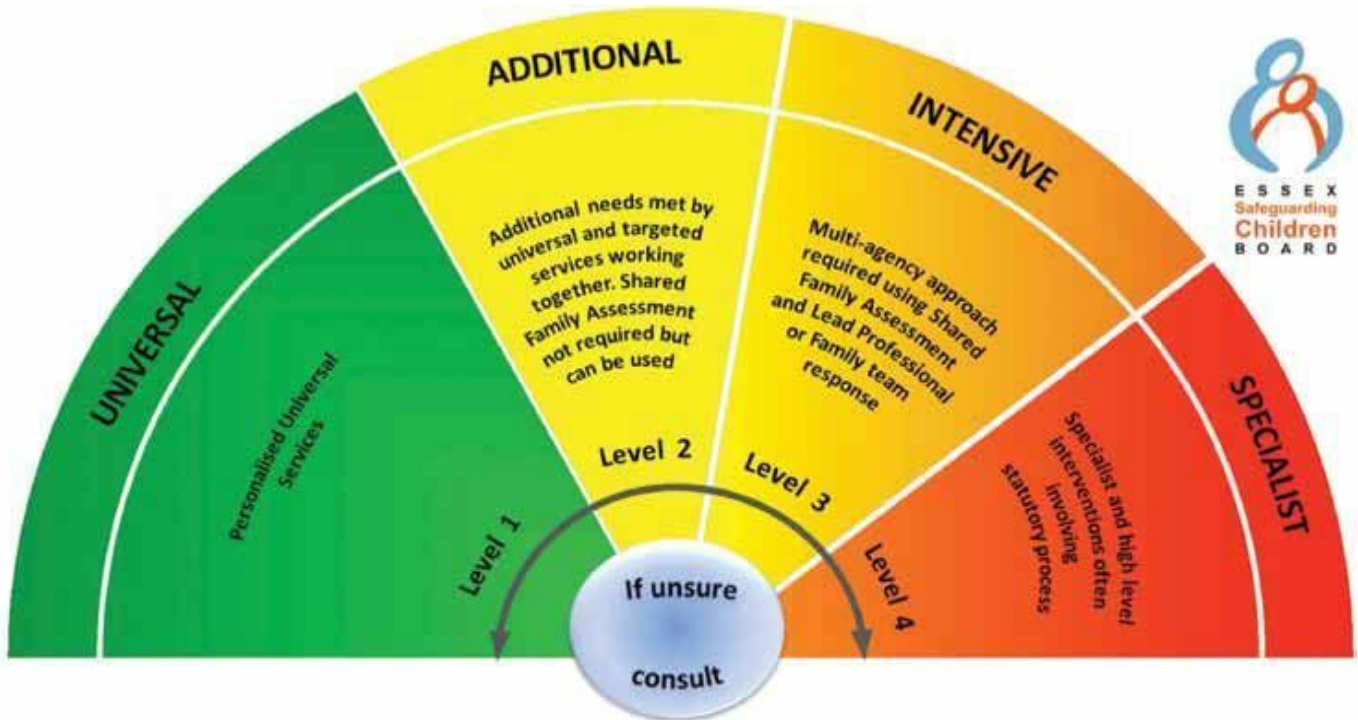 UNIVERSAL
Personalised Universal
Services
Level 1
ADDITIONAL
Additional needs met by
universal and targeted
services working
together. Shared
Family Assessment
not required but
can be used
Level 2
INTENSIVE
Multi-agency approach
required using Shared
Family Assessment
and Lead Professional
or Family team
response
Level 3
SPECIALIST
Specialist and high level
interventions often
involving
statutory process
Level 4
If unsure
consult
ESSEX
Safeguarding
Children
BOARD